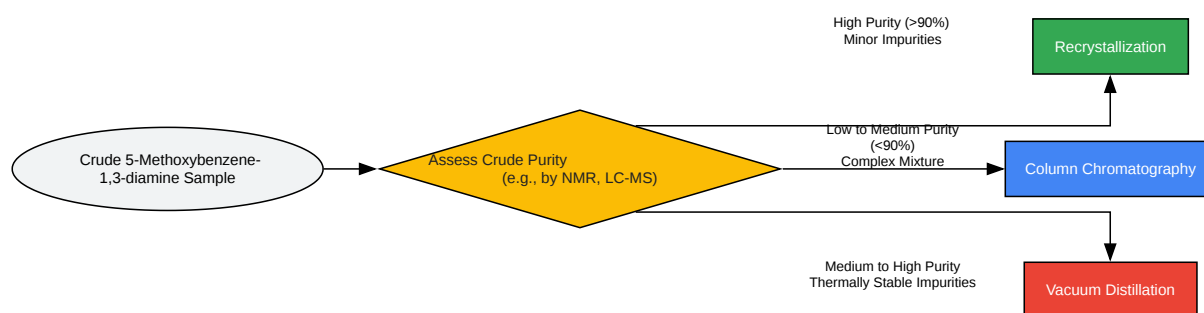 Crude 5-Methoxybenzene-
1,3-diamine Sample
Assess Crude Purity
(e.g., by NMR, LC-MS)
High Purity (>90%)
Minor Impurities
Recrystallization
Low to Medium Purity
(<90%)
Complex Mixture
Column Chromatography
Medium to High Purity
Thermally Stable Impurities
Vacuum Distillation